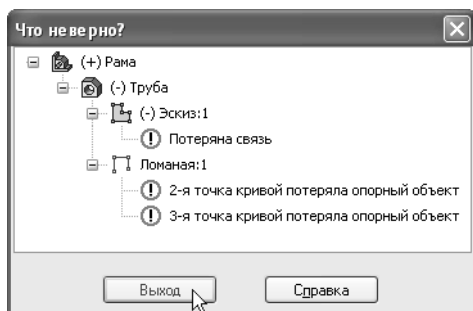 Что неверно?
(+) Рама
(-) Труба
(-) Эскиз:1
Потеряна связь
Ломаная:1
2-я точка кривой потеряла опорный объект
3-я точка кривой потеряла опорный объект
Выход
Справка